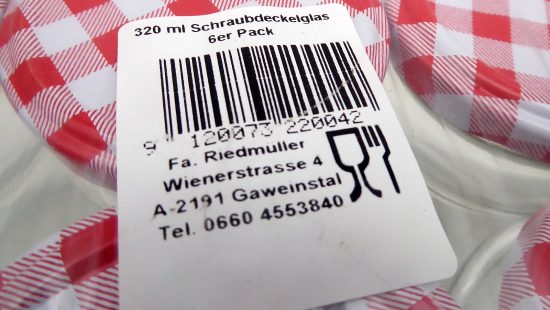 320 ml Schraubdeckelglas
6er Pack
9 120073 220042
Fa. Riedmuller
Wienerstrasse 4
A-2191 Gaweinstal
Tel. 0660 4553840